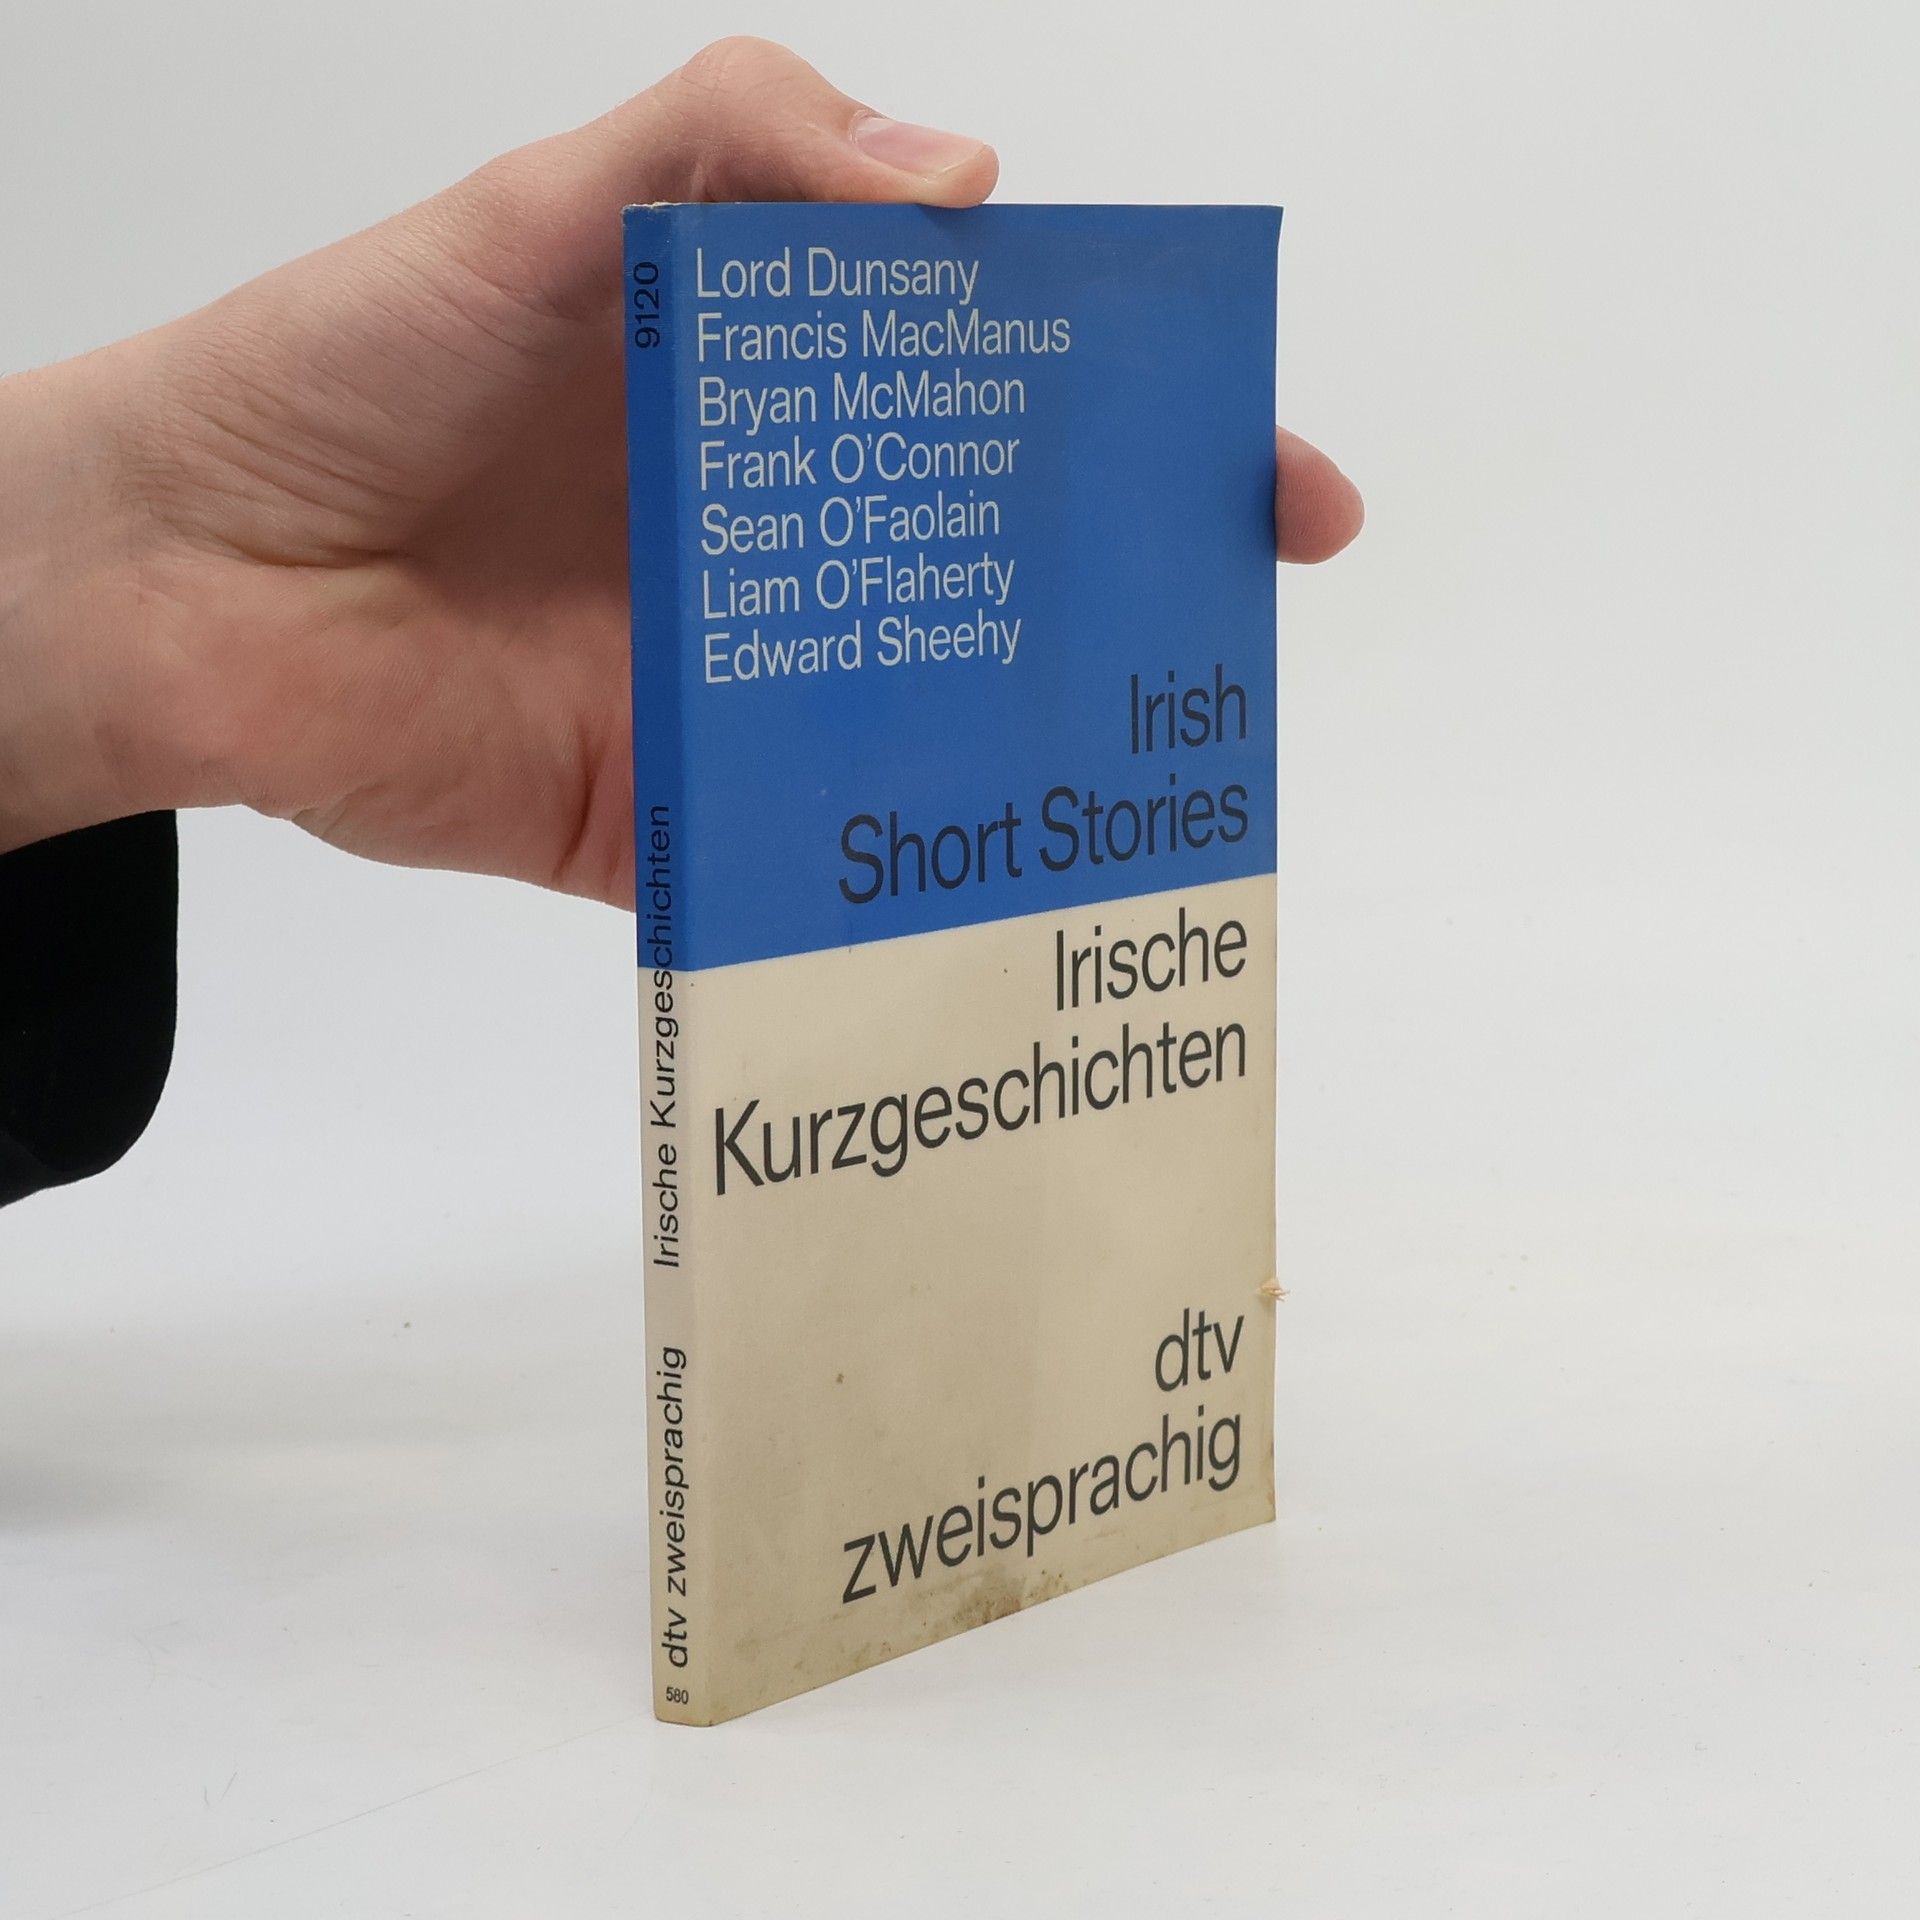 Lord Dunsany
Francis MacManus
Bryan McMahon
Frank O'Connor
Sean O'Faolain
Liam O'Flaherty
Edward Sheehy
Irish
Short Stories
Irische
Kurzgeschichten
dtv
zweisprachig
9120
Irische Kurzgeschichten
dtv zweisprachig
580